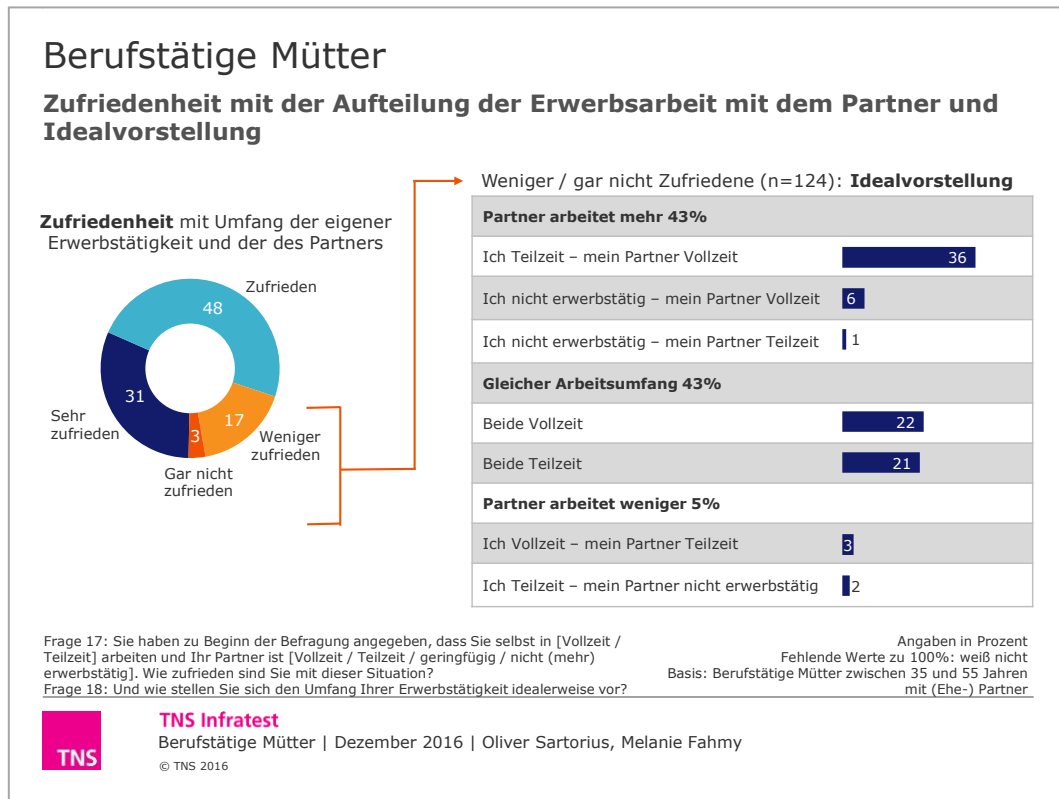 Berufstätige Mütter
Zufriedenheit mit der Aufteilung der Erwerbsarbeit mit dem Partner und
Idealvorstellung
Zufriedenheit mit Umfang der eigener
Erwerbstätigkeit und der des Partners
Zufrieden
48
31
17
3
Sehr
zufrieden
Weniger
zufrieden
Gar nicht
zufrieden
Weniger / gar nicht Zufriedene (n=124): Idealvorstellung
Partner arbeitet mehr 43%
Ich Teilzeit – mein Partner Vollzeit 36
Ich nicht erwerbstätig – mein Partner Vollzeit 6
Ich nicht erwerbstätig – mein Partner Teilzeit 1
Gleicher Arbeitsumfang 43%
Beide Vollzeit 22
Beide Teilzeit 21
Partner arbeitet weniger 5%
Ich Vollzeit – mein Partner Teilzeit 3
Ich Teilzeit – mein Partner nicht erwerbstätig 2
Frage 17: Sie haben zu Beginn der Befragung angegeben, dass Sie selbst in [Vollzeit /
Teilzeit] arbeiten und Ihr Partner ist [Vollzeit / Teilzeit / geringfügig / nicht (mehr)
erwerbstätig]. Wie zufrieden sind Sie mit dieser Situation?
Frage 18: Und wie stellen Sie sich den Umfang Ihrer Erwerbstätigkeit idealerweise vor?
Angaben in Prozent
Fehlende Werte zu 100%: weiß nicht
Basis: Berufstätige Mütter zwischen 35 und 55 Jahren
mit (Ehe-) Partner
TNS
TNS Infratest
Berufstätige Mütter | Dezember 2016 | Oliver Sartorius, Melanie Fahmy
© TNS 2016